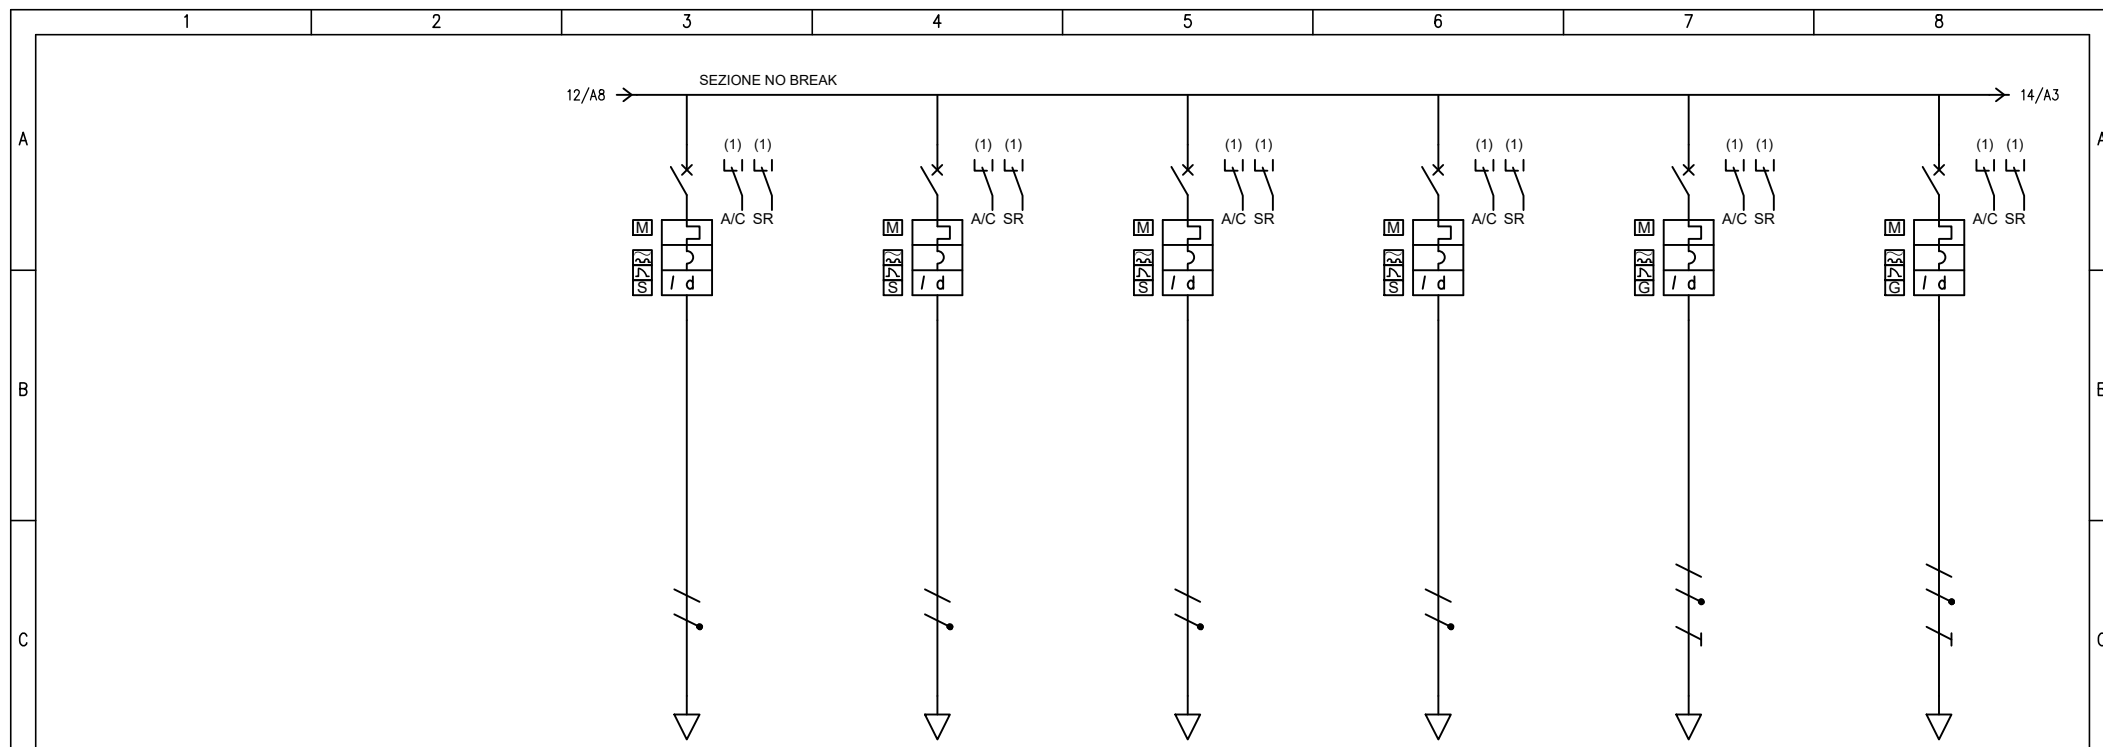 1 2 3 4 5 6 7 8
SEZIONE NO BREAK
12/A8 14/A3
A A
(1) (1) (1) (1) (1) (1) (1) (1) (1) (1) (1) (1)
A/C SR A/C SR A/C SR A/C SR A/C SR A/C SR
M M M M M M
I d I d I d I d I d I d
S S S S G G
B B
C C